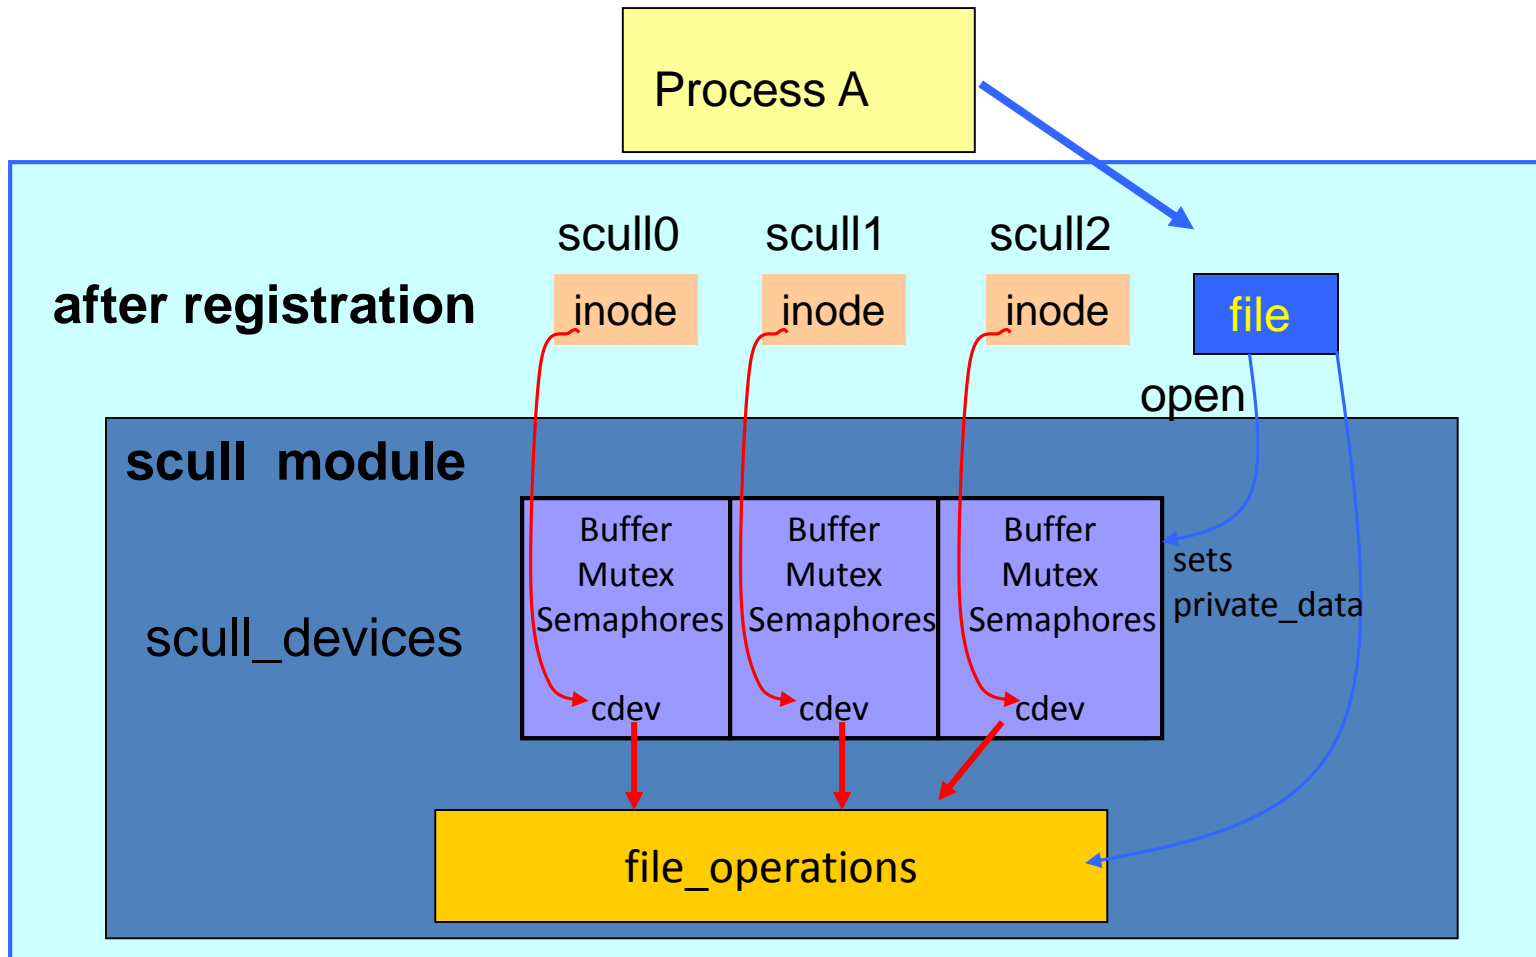 Process A
scull0
scull1
scull2
after registration
inode
inode
inode
file
open
scull module
Buffer
Mutex
Semaphores
cdev
Buffer
Mutex
Semaphores
cdev
Buffer
Mutex
Semaphores
cdev
sets
private_data
scull_devices
file_operations